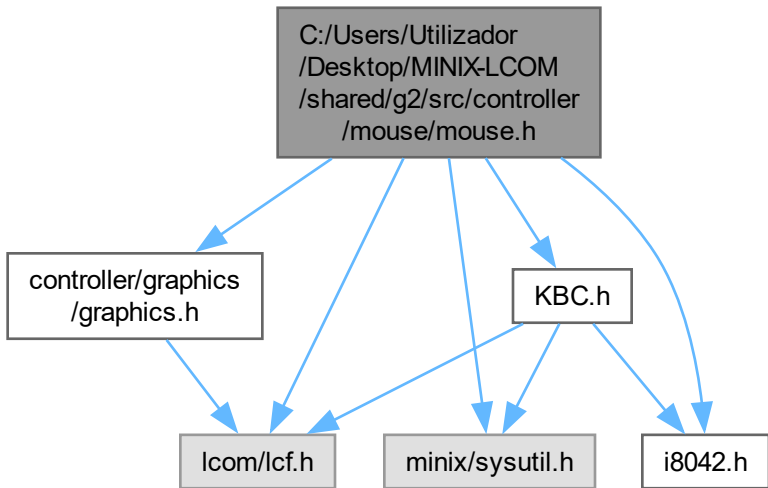 C:/Users/Utilizador
/Desktop/MINIX-LCOM
/shared/g2/src/controller
/mouse/mouse.h
controller/graphics
/graphics.h
KBC.h
lcom/lcf.h
minix/sysutil.h
i8042.h